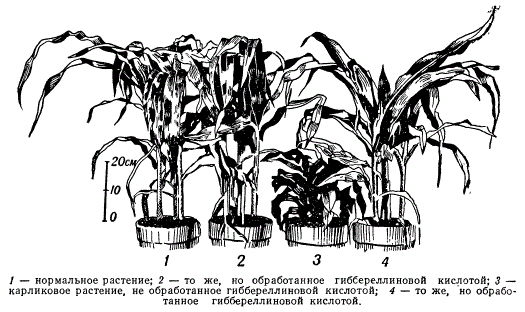 20см
10
0
1 2 3 4
1 — нормальное растение; 2 — то же, но обработанное гиббереллиновой кислотой; 3 —
карликовое растение, не обработанное гиббереллиновой кислотой; 4 — то же, но обрабо-
танное гиббереллиновой кислотой.